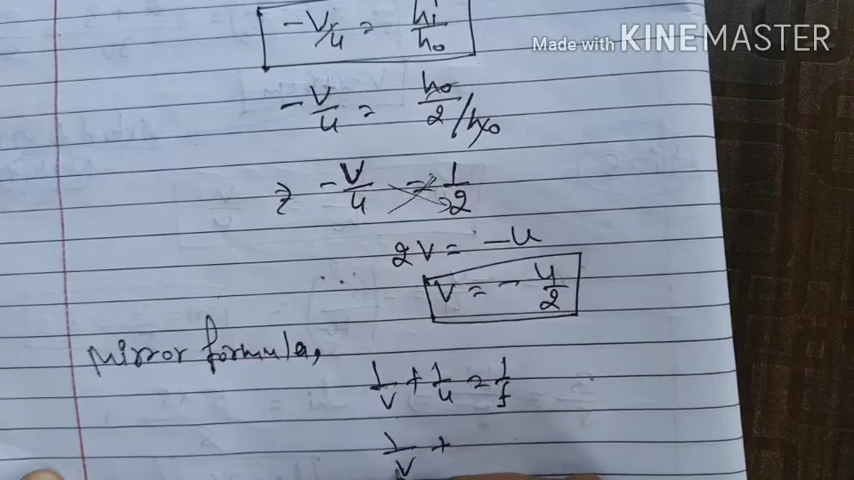 -V/u = hi/ho
Made with KINEMASTER
-V/u = ho/2/ho
⇒ -V/u = 1/2
2V = -u
∴ V = -u/2
Mirror formula,
1/V + 1/u = 1/f
1/V +